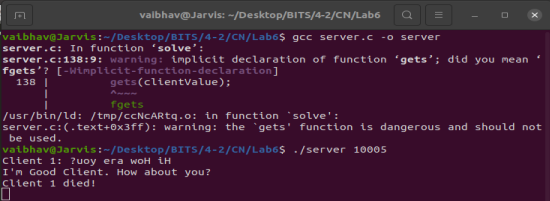 vaibhav@Jarvis: ~/Desktop/BITS/4-2/CN/Lab6
vaibhav@Jarvis:~/Desktop/BITS/4-2/CN/Lab6$ gcc server.c -o server
server.c: In function ‘solve’:
server.c:138:9: warning: implicit declaration of function ‘gets’; did you mean ‘
fgets’? [-Wimplicit-function-declaration]
  138 |         gets(clientValue);
      |         ^~~~
      |         fgets
/usr/bin/ld: /tmp/ccNcARtq.o: in function `solve':
server.c:(.text+0x3ff): warning: the `gets' function is dangerous and should not
 be used.
vaibhav@Jarvis:~/Desktop/BITS/4-2/CN/Lab6$ ./server 10005
Client 1: ?uoy era woH iH
I'm Good Client. How about you?
Client 1 died!